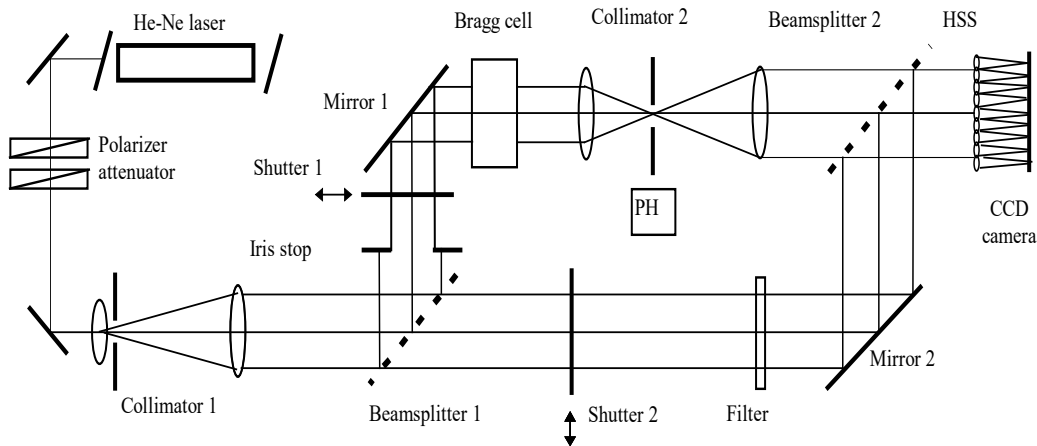 He-Ne laser
Bragg cell
Collimator 2
Beamsplitter 2
HSS
Mirror 1
Polarizer
attenuator
Shutter 1
PH
CCD
camera
Iris stop
Mirror 2
Collimator 1
Beamsplitter 1
Shutter 2
Filter